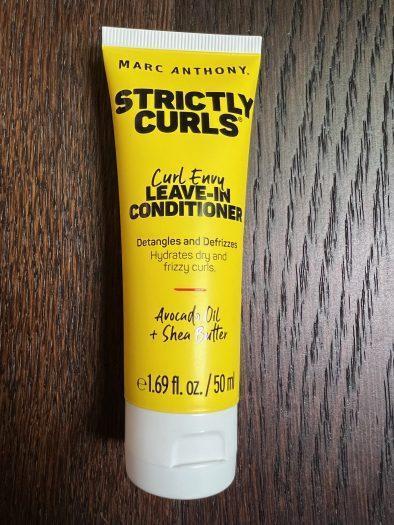 MARC ANTHONY.
STRICTLY
CURLS®
Curl Envy
LEAVE-IN
CONDITIONER
Detangles and Defrizzes
Hydrates dry and
frizzy curls.
Avocado Oil
+ Shea Butter
℮1.69 fl. oz. / 50 ml